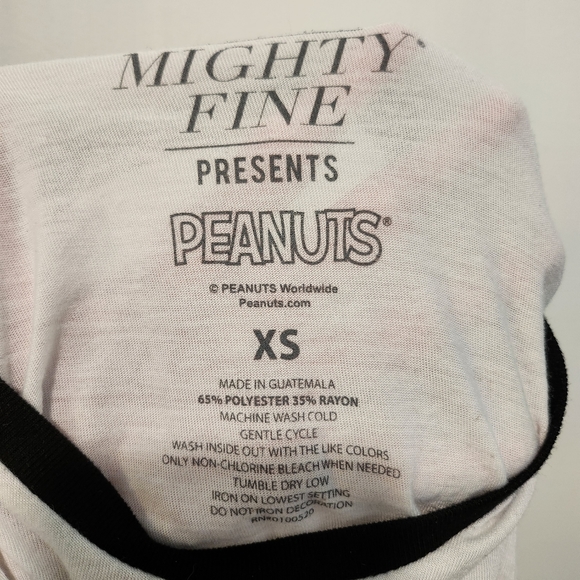 MIGHTY
FINE
PRESENTS
PEANUTS®
© PEANUTS Worldwide
Peanuts.com
XS
MADE IN GUATEMALA
65% POLYESTER 35% RAYON
MACHINE WASH COLD
GENTLE CYCLE
WASH INSIDE OUT WITH THE LIKE COLORS
ONLY NON-CHLORINE BLEACH WHEN NEEDED
TUMBLE DRY LOW
IRON ON LOWEST SETTING
DO NOT IRON DECORATION